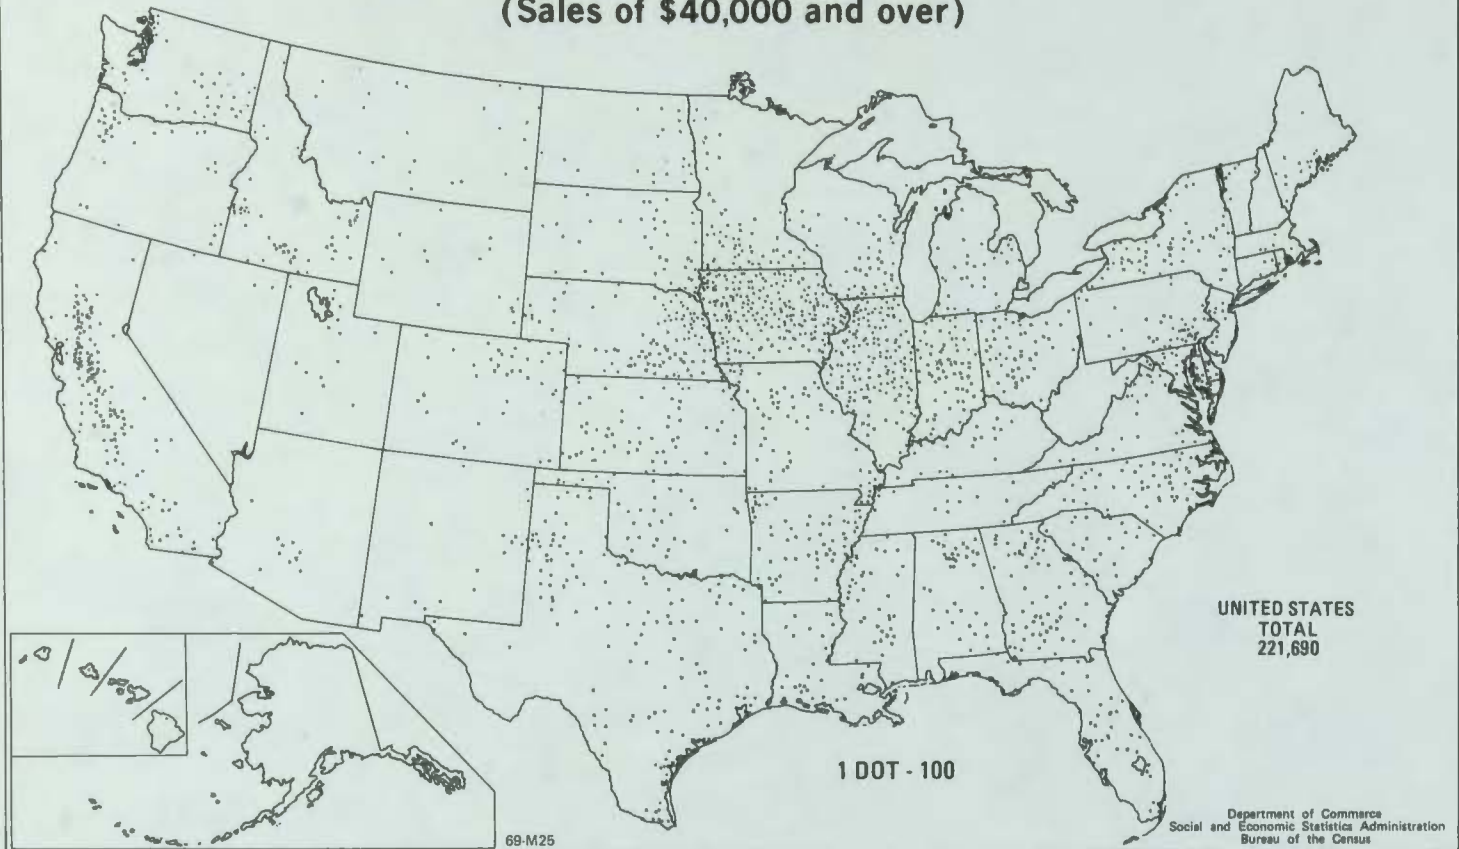 (Sales of $40,000 and over)
UNITED STATES
TOTAL
221,690
1 DOT - 100
69-M25
Department of Commerce
Social and Economic Statistics Administration
Bureau of the Census